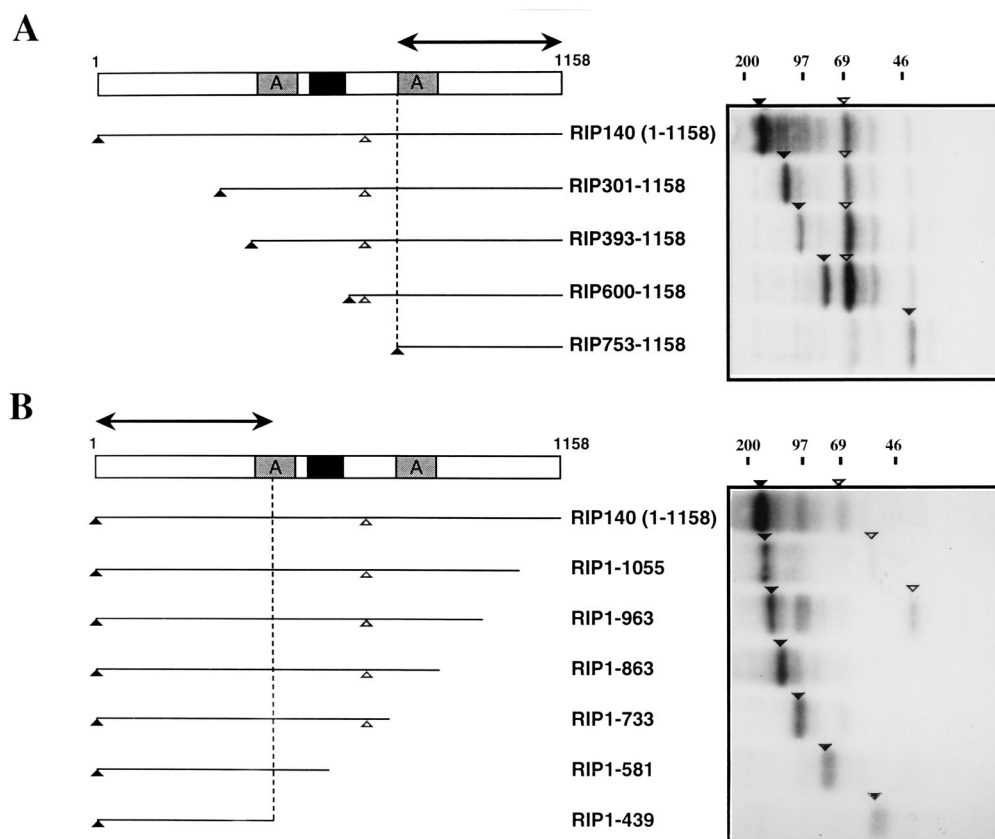 A
1
1158
A
A
200
97
69
46
RIP140 (1-1158)
RIP301-1158
RIP393-1158
RIP600-1158
RIP753-1158
B
1
1158
A
A
200
97
69
46
RIP140 (1-1158)
RIP1-1055
RIP1-963
RIP1-863
RIP1-733
RIP1-581
RIP1-439